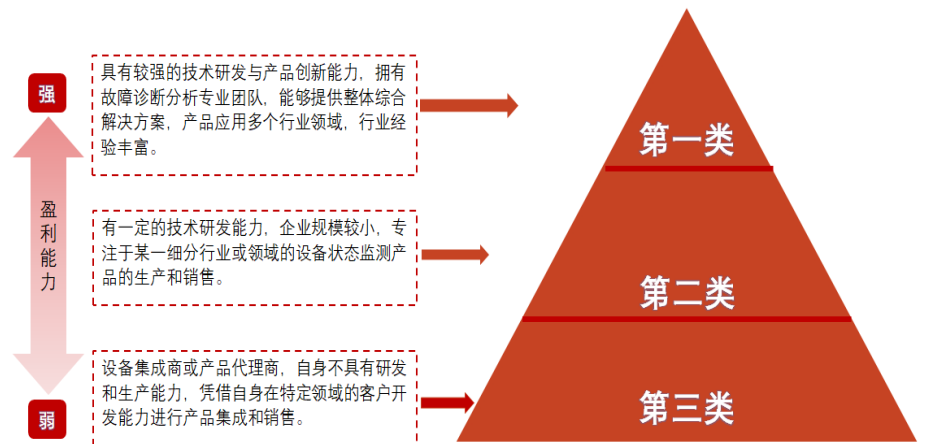 强
具有较强的技术研发与产品创新能力，拥有
故障诊断分析专业团队，能够提供整体综合
解决方案，产品应用多个行业领域，行业经
验丰富。
第一类
盈
利
能
力
有一定的技术研发能力，企业规模较小，专
注于某一细分行业或领域的设备状态监测产
品的生产和销售。
第二类
设备集成商或产品代理商，自身不具有研发
和生产能力，凭借自身在特定领域的客户开
发能力进行产品集成和销售。
第三类
弱